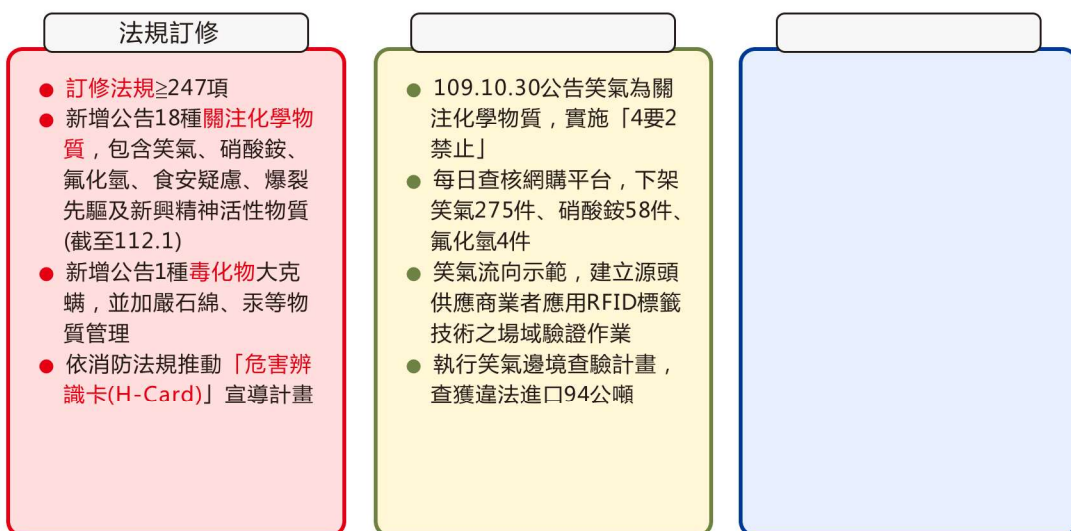 法規訂修
● 訂修法規≧247項
● 新增公告18種關注化學物
質，包含笑氣、硝酸銨、
氟化氫、食安疑慮、爆裂
先驅及新興精神活性物質
(截至112.1)
● 新增公告1種毒化物大克
螨，並加嚴石綿、汞等物
質管理
● 依消防法規推動「危害辨
識卡(H-Card)」宣導計畫
● 109.10.30公告笑氣為關
注化學物質，實施「4要2
禁止」
● 每日查核網購平台，下架
笑氣275件、硝酸銨58件、
氟化氫4件
● 笑氣流向示範，建立源頭
供應商業者應用RFID標籤
技術之場域驗證作業
● 執行笑氣邊境查驗計畫，
查獲違法進口94公噸